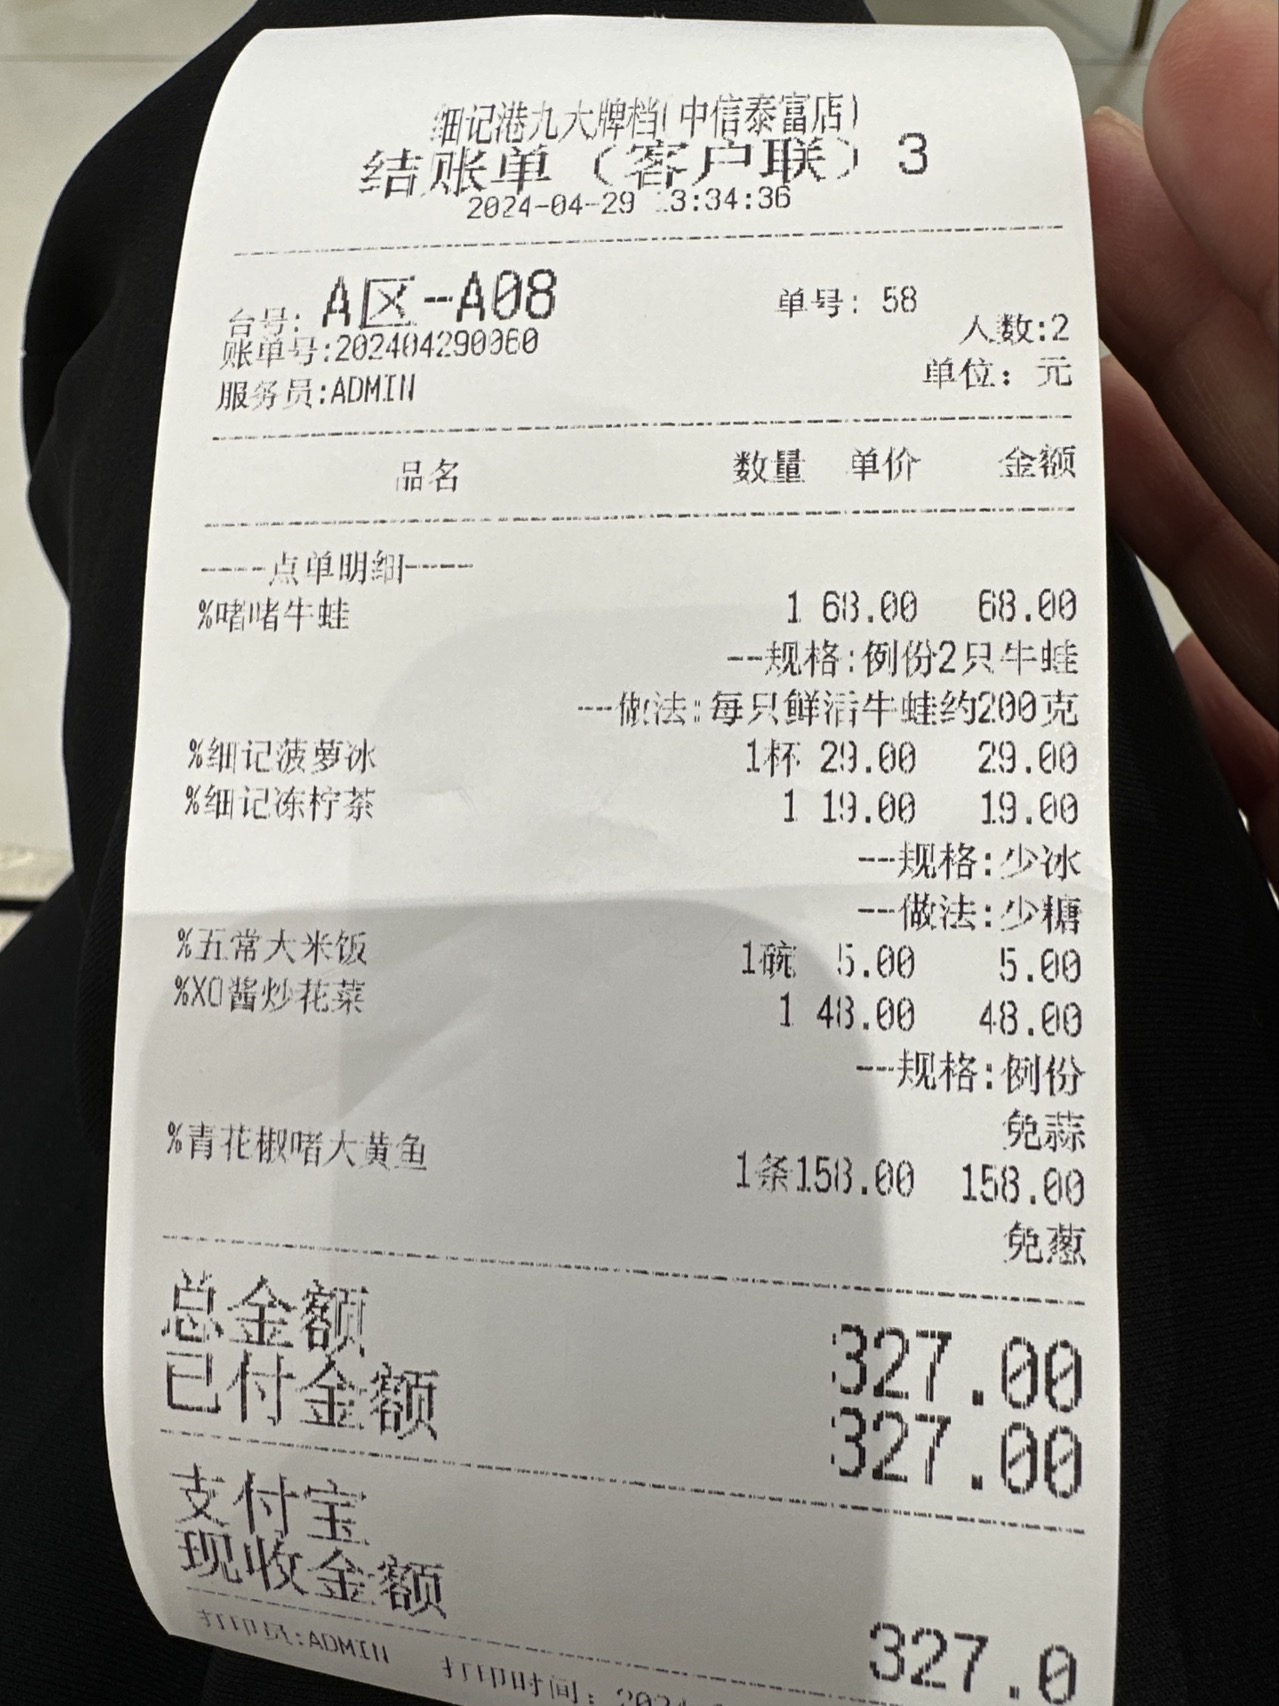 细记港九大牌档(中信泰富店)
结账单（客户联）3
2024-04-29 13:34:36
台号: A区-A08 单号: 58
账单号:202404290060 人数:2
服务员:ADMIN 单位: 元
品名 数量 单价 金额
----点单明细----
%啫啫牛蛙 1 68.00 68.00
--规格:例份2只牛蛙
--做法:每只鲜活牛蛙约200克
%细记菠萝冰 1杯 29.00 29.00
%细记冻柠茶 1 19.00 19.00
--规格:少冰
--做法:少糖
%五常大米饭 1碗 5.00 5.00
%XO酱炒花菜 1 48.00 48.00
--规格:例份
免蒜
%青花椒啫大黄鱼 1条158.00 158.00
免葱
总金额 327.00
已付金额 327.00
支付宝
现收金额 327.0
打印员:ADMIN 打印时间: 2024